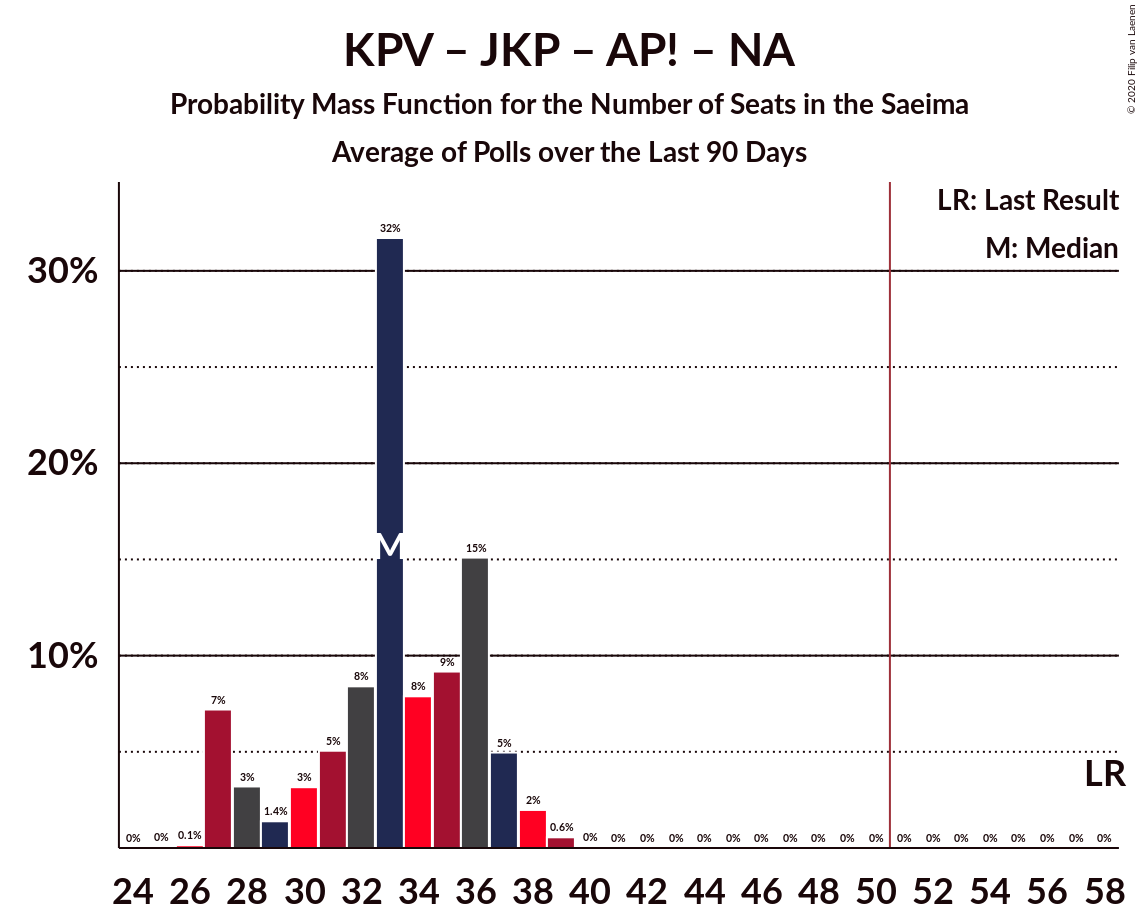 KPV – JKP – AP! – NA
Probability Mass Function for the Number of Seats in the Saeima
Average of Polls over the Last 90 Days
© 2020 Filip van Laenen
LR: Last Result
M: Median
30%
20%
10%
0% 0% 0.1% 7% 3% 1.4% 3% 5% 8% 32% 8% 9% 15% 5% 2% 0.6% 0% 0% 0% 0% 0% 0% 0% 0% 0% 0% 0% 0% 0% 0% 0% 0% 0% 0% 0%
M
LR
24 26 28 30 32 34 36 38 40 42 44 46 48 50 52 54 56 58